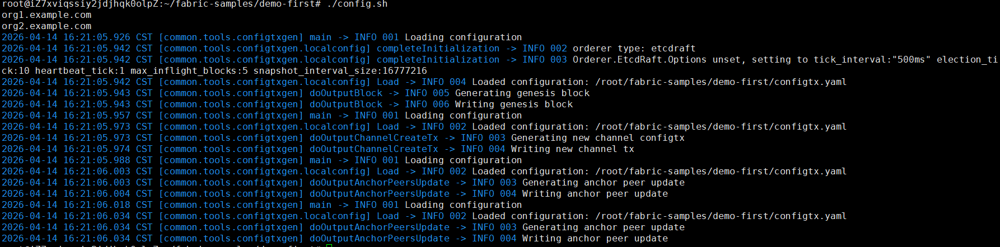 root@iZ7xviqssiy2jdjhqk0olpZ:~/fabric-samples/demo-first# ./config.sh
org1.example.com
org2.example.com
2026-04-14 16:21:05.926 CST [common.tools.configtxgen] main -> INFO 001 Loading configuration
2026-04-14 16:21:05.942 CST [common.tools.configtxgen.localconfig] completeInitialization -> INFO 002 orderer type: etcdraft
2026-04-14 16:21:05.942 CST [common.tools.configtxgen.localconfig] completeInitialization -> INFO 003 Orderer.EtcdRaft.Options unset, setting to tick_interval:"500ms" election_ti
ck:10 heartbeat_tick:1 max_inflight_blocks:5 snapshot_interval_size:16777216
2026-04-14 16:21:05.942 CST [common.tools.configtxgen.localconfig] Load -> INFO 004 Loaded configuration: /root/fabric-samples/demo-first/configtx.yaml
2026-04-14 16:21:05.943 CST [common.tools.configtxgen] doOutputBlock -> INFO 005 Generating genesis block
2026-04-14 16:21:05.943 CST [common.tools.configtxgen] doOutputBlock -> INFO 006 Writing genesis block
2026-04-14 16:21:05.957 CST [common.tools.configtxgen] main -> INFO 001 Loading configuration
2026-04-14 16:21:05.973 CST [common.tools.configtxgen.localconfig] Load -> INFO 002 Loaded configuration: /root/fabric-samples/demo-first/configtx.yaml
2026-04-14 16:21:05.973 CST [common.tools.configtxgen] doOutputChannelCreateTx -> INFO 003 Generating new channel configtx
2026-04-14 16:21:05.974 CST [common.tools.configtxgen] doOutputChannelCreateTx -> INFO 004 Writing new channel tx
2026-04-14 16:21:05.988 CST [common.tools.configtxgen] main -> INFO 001 Loading configuration
2026-04-14 16:21:06.003 CST [common.tools.configtxgen.localconfig] Load -> INFO 002 Loaded configuration: /root/fabric-samples/demo-first/configtx.yaml
2026-04-14 16:21:06.003 CST [common.tools.configtxgen] doOutputAnchorPeersUpdate -> INFO 003 Generating anchor peer update
2026-04-14 16:21:06.004 CST [common.tools.configtxgen] doOutputAnchorPeersUpdate -> INFO 004 Writing anchor peer update
2026-04-14 16:21:06.018 CST [common.tools.configtxgen] main -> INFO 001 Loading configuration
2026-04-14 16:21:06.034 CST [common.tools.configtxgen.localconfig] Load -> INFO 002 Loaded configuration: /root/fabric-samples/demo-first/configtx.yaml
2026-04-14 16:21:06.034 CST [common.tools.configtxgen] doOutputAnchorPeersUpdate -> INFO 003 Generating anchor peer update
2026-04-14 16:21:06.034 CST [common.tools.configtxgen] doOutputAnchorPeersUpdate -> INFO 004 Writing anchor peer update